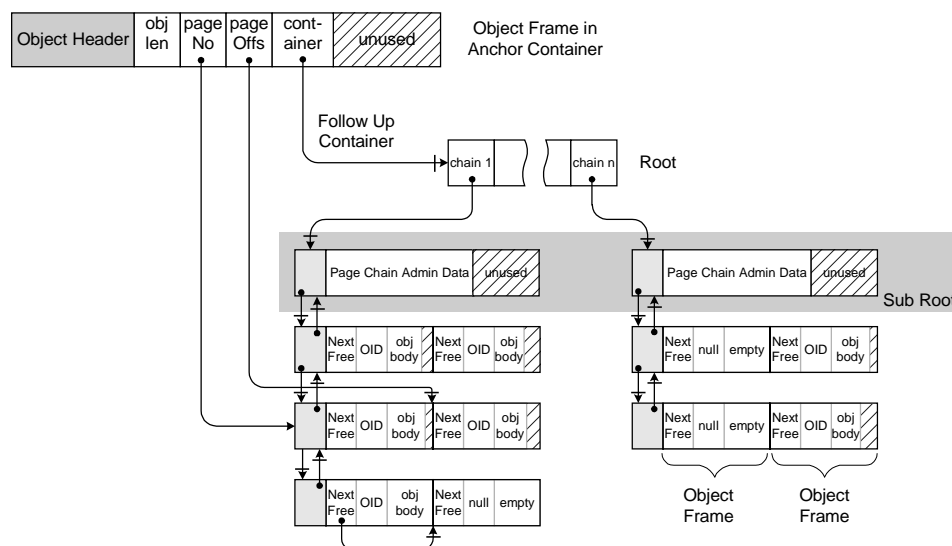 Object Header
obj
len
page
No
page
Offs
cont-
ainer
unused
Object Frame in
Anchor Container
Follow Up
Container
chain 1
chain n
Root
Page Chain Admin Data
unused
Page Chain Admin Data
unused
Sub Root
Next
Free
OID
obj
body
Next
Free
OID
obj
body
Next
Free
null
empty
Next
Free
OID
obj
body
Next
Free
OID
obj
body
Next
Free
OID
obj
body
Next
Free
null
empty
Next
Free
OID
obj
body
Next
Free
OID
obj
body
Next
Free
null
empty
Object
Frame
Object
Frame